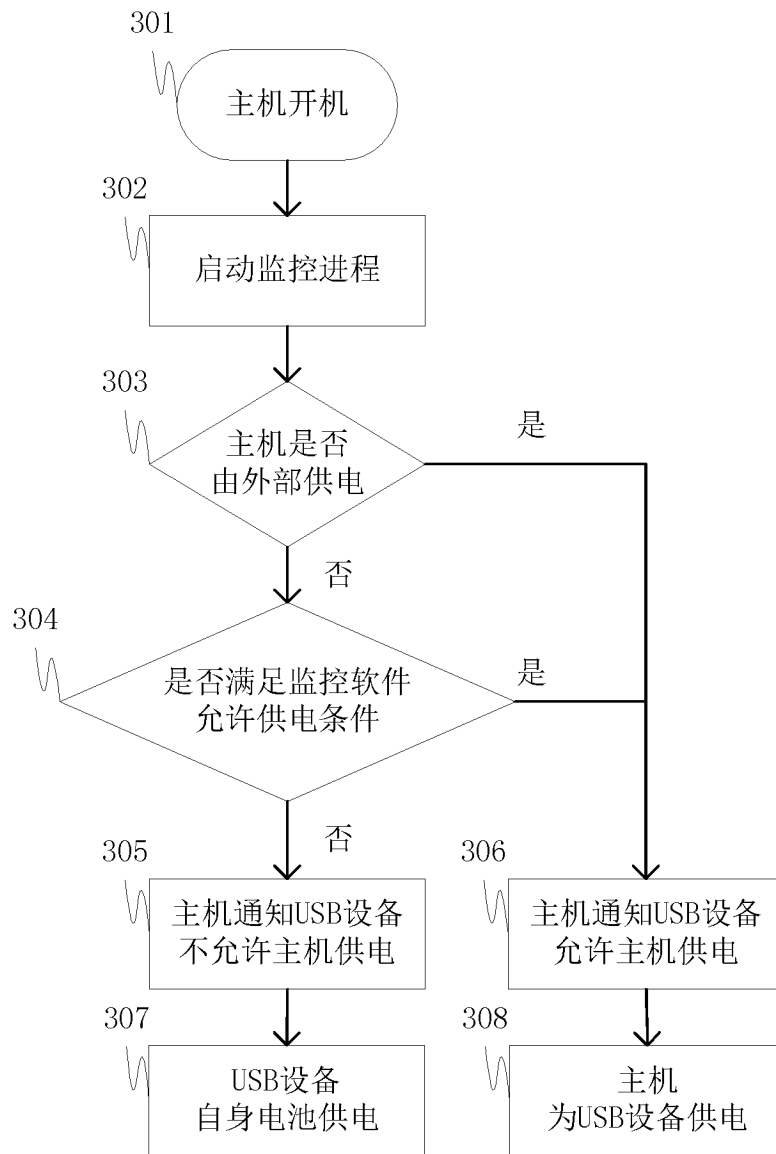 301
主机开机
302
启动监控进程
303
主机是否
由外部供电
是
否
304
是否满足监控软件
允许供电条件
是
否
305
主机通知USB设备
不允许主机供电
306
主机通知USB设备
允许主机供电
307
USB设备
自身电池供电
308
主机
为USB设备供电